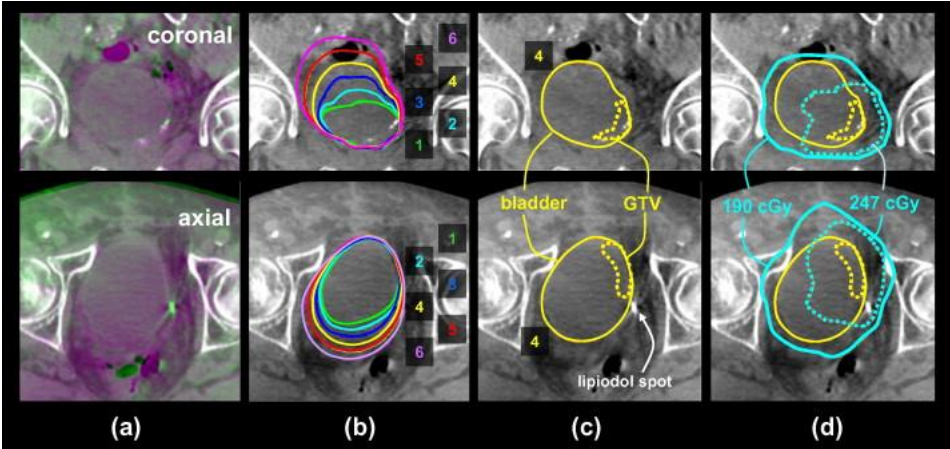 coronal
6
5
4
3
2
1
4
axial
bladder
GTV
190 cGy
247 cGy
1
2
3
4
5
6
4
lipiodol spot
(a)
(b)
(c)
(d)